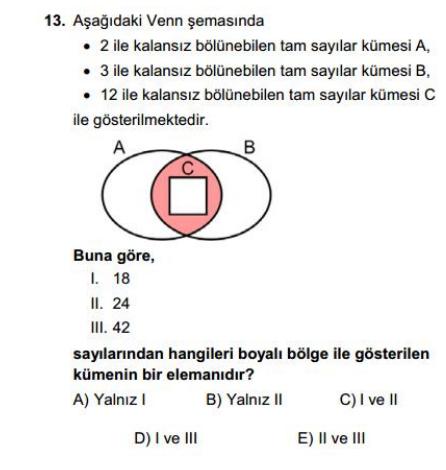 13. Aşağıdaki Venn şemasında
• 2 ile kalansız bölünebilen tam sayılar kümesi A,
• 3 ile kalansız bölünebilen tam sayılar kümesi B,
• 12 ile kalansız bölünebilen tam sayılar kümesi C
ile gösterilmektedir.
A B
C
Buna göre,
I. 18
II. 24
III. 42
sayılarından hangileri boyalı bölge ile gösterilen
kümenin bir elemanıdır?
A) Yalnız I B) Yalnız II C) I ve II
D) I ve III E) II ve III